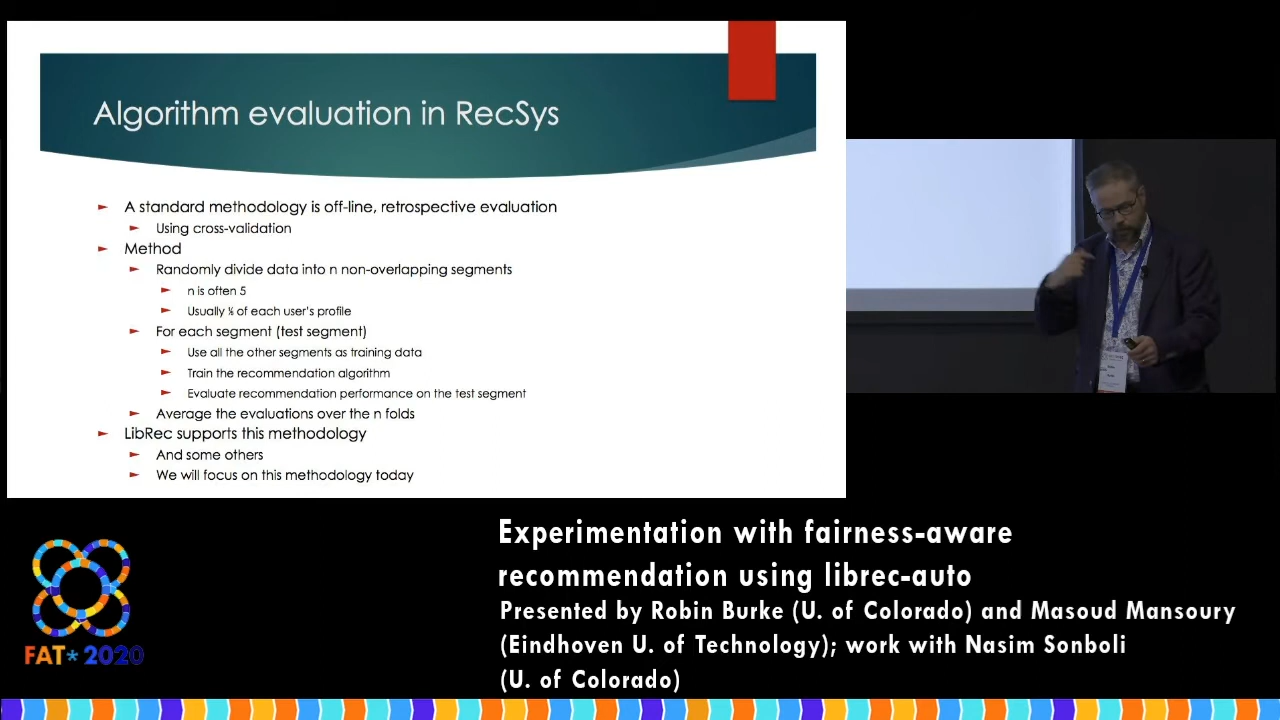 Algorithm evaluation in RecSys
A standard methodology is off-line, retrospective evaluation
Using cross-validation
Method
Randomly divide data into n non-overlapping segments
n is often 5
Usually ⅕ of each user's profile
For each segment (test segment)
Use all the other segments as training data
Train the recommendation algorithm
Evaluate recommendation performance on the test segment
Average the evaluations over the n folds
LibRec supports this methodology
And some others
We will focus on this methodology today
Experimentation with fairness-aware
recommendation using librec-auto
Presented by Robin Burke (U. of Colorado) and Masoud Mansoury
(Eindhoven U. of Technology); work with Nasim Sonboli
(U. of Colorado)
FAT* 2020